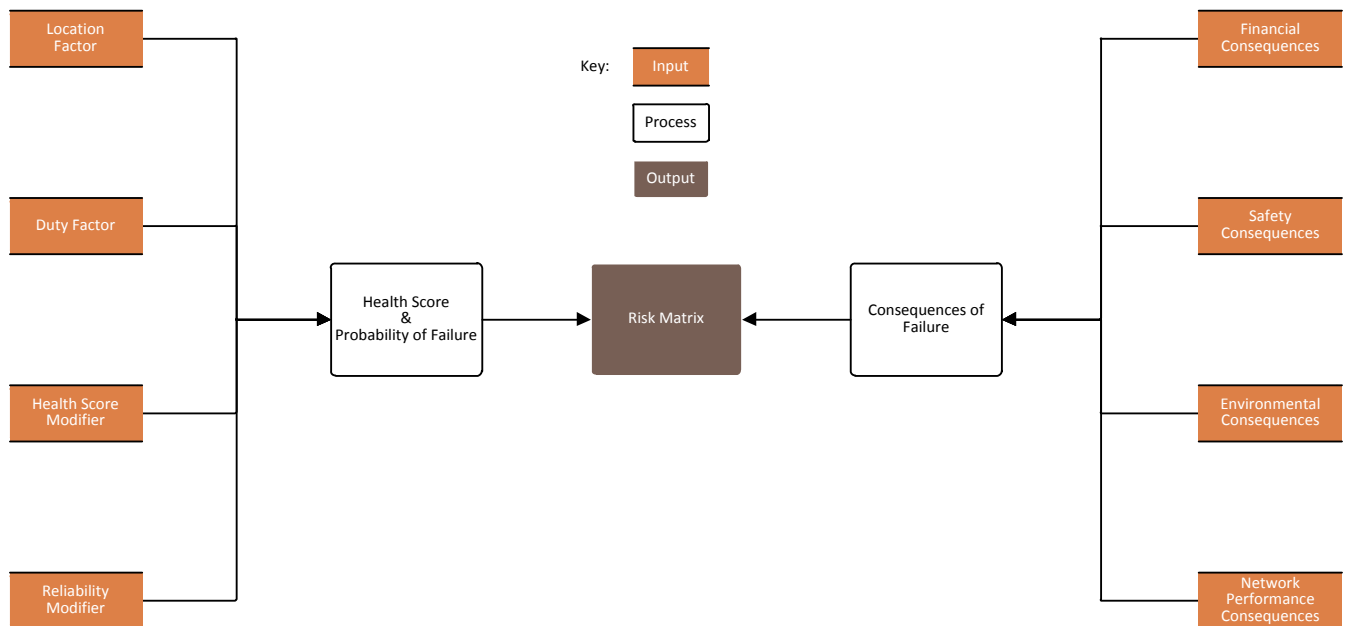 Location
Factor
Duty Factor
Health Score
Modifier
Reliability
Modifier
Health Score
&
Probability of Failure
Key:
Input
Process
Output
Risk Matrix
Consequences of
Failure
Financial
Consequences
Safety
Consequences
Environmental
Consequences
Network
Performance
Consequences